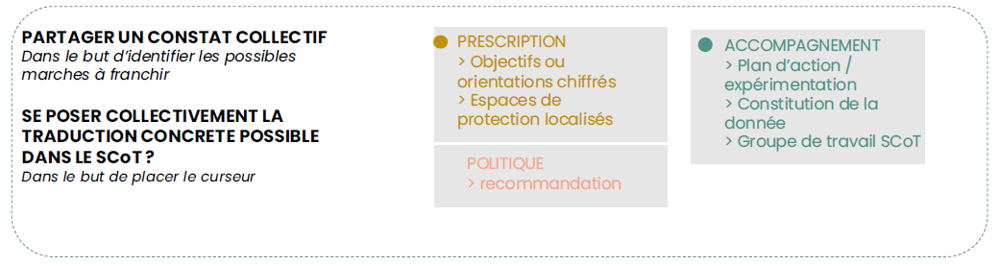 PARTAGER UN CONSTAT COLLECTIF
Dans le but d'identifier les possibles
marches à franchir
SE POSER COLLECTIVEMENT LA
TRADUCTION CONCRETE POSSIBLE
DANS LE SCoT ?
Dans le but de placer le curseur
PRESCRIPTION
> Objectifs ou
orientations chiffrés
> Espaces de
protection localisés
POLITIQUE
> recommandation
ACCOMPAGNEMENT
> Plan d'action /
expérimentation
> Constitution de la
donnée
> Groupe de travail SCoT